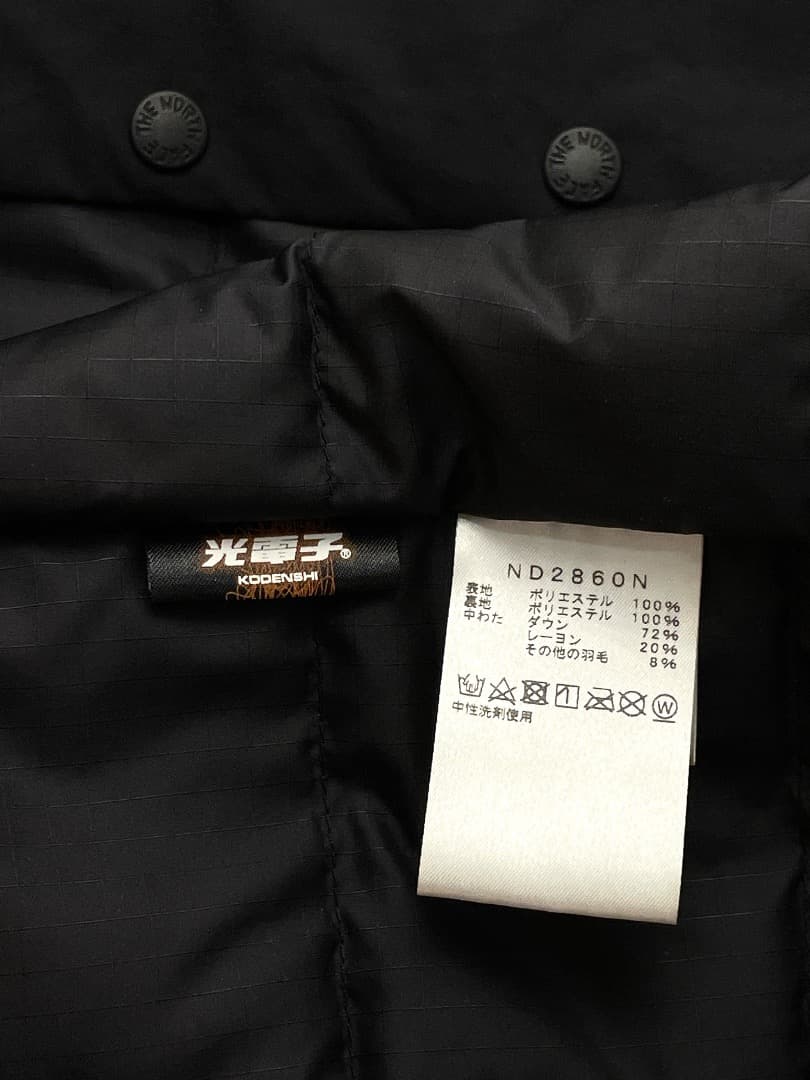 THE NORTH FACE
THE NORTH FACE
光電子®
KODENSHI
ND2860N
表地 ポリエステル 100%
裏地 ポリエステル 100%
中わた ダウン 72%
レーヨン 20%
その他の羽毛 8%
W
中性洗剤使用